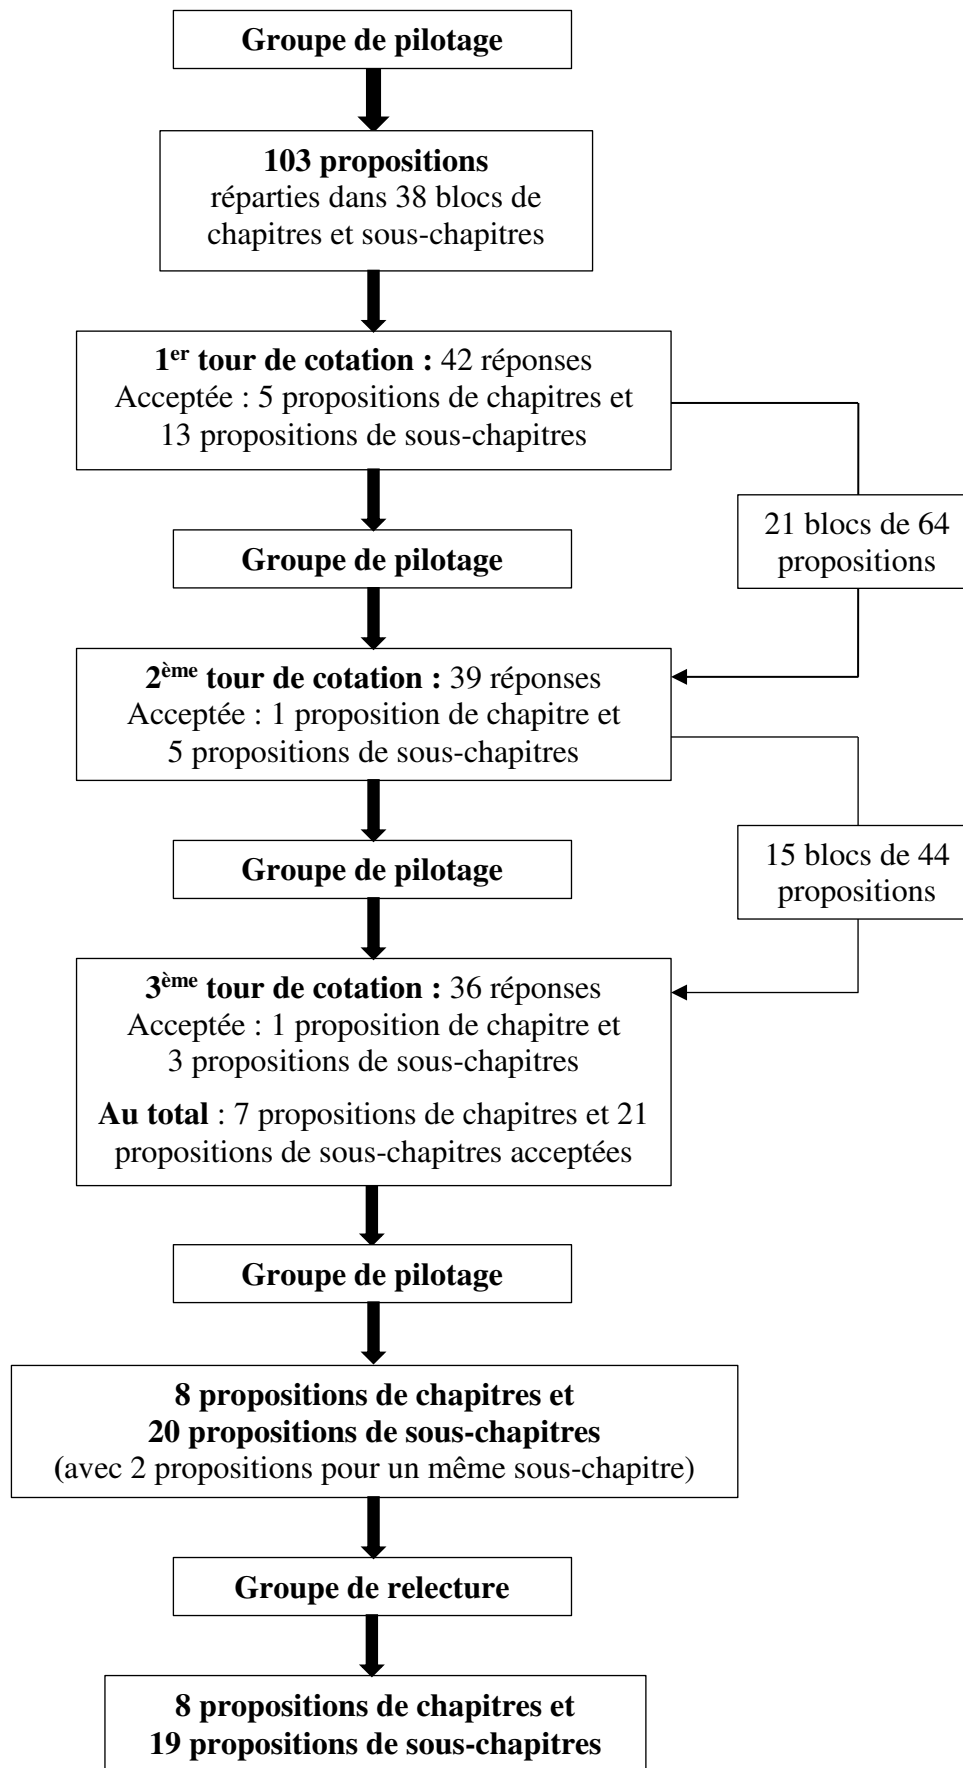 Groupe de pilotage
103 propositions
réparties dans 38 blocs de
chapitres et sous-chapitres
1er tour de cotation : 42 réponses
Acceptée : 5 propositions de chapitres et
13 propositions de sous-chapitres
21 blocs de 64
propositions
Groupe de pilotage
2ème tour de cotation : 39 réponses
Acceptée : 1 proposition de chapitre et
5 propositions de sous-chapitres
15 blocs de 44
propositions
Groupe de pilotage
3ème tour de cotation : 36 réponses
Acceptée : 1 proposition de chapitre et
3 propositions de sous-chapitres
Au total : 7 propositions de chapitres et 21
propositions de sous-chapitres acceptées
Groupe de pilotage
8 propositions de chapitres et
20 propositions de sous-chapitres
(avec 2 propositions pour un même sous-chapitre)
Groupe de relecture
8 propositions de chapitres et
19 propositions de sous-chapitres